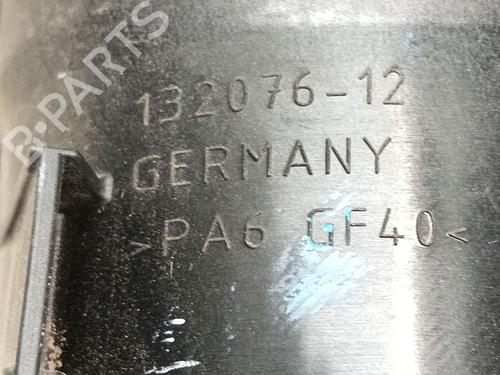 B-PARTS
132076-12
GERMANY
>PA6 GF40<